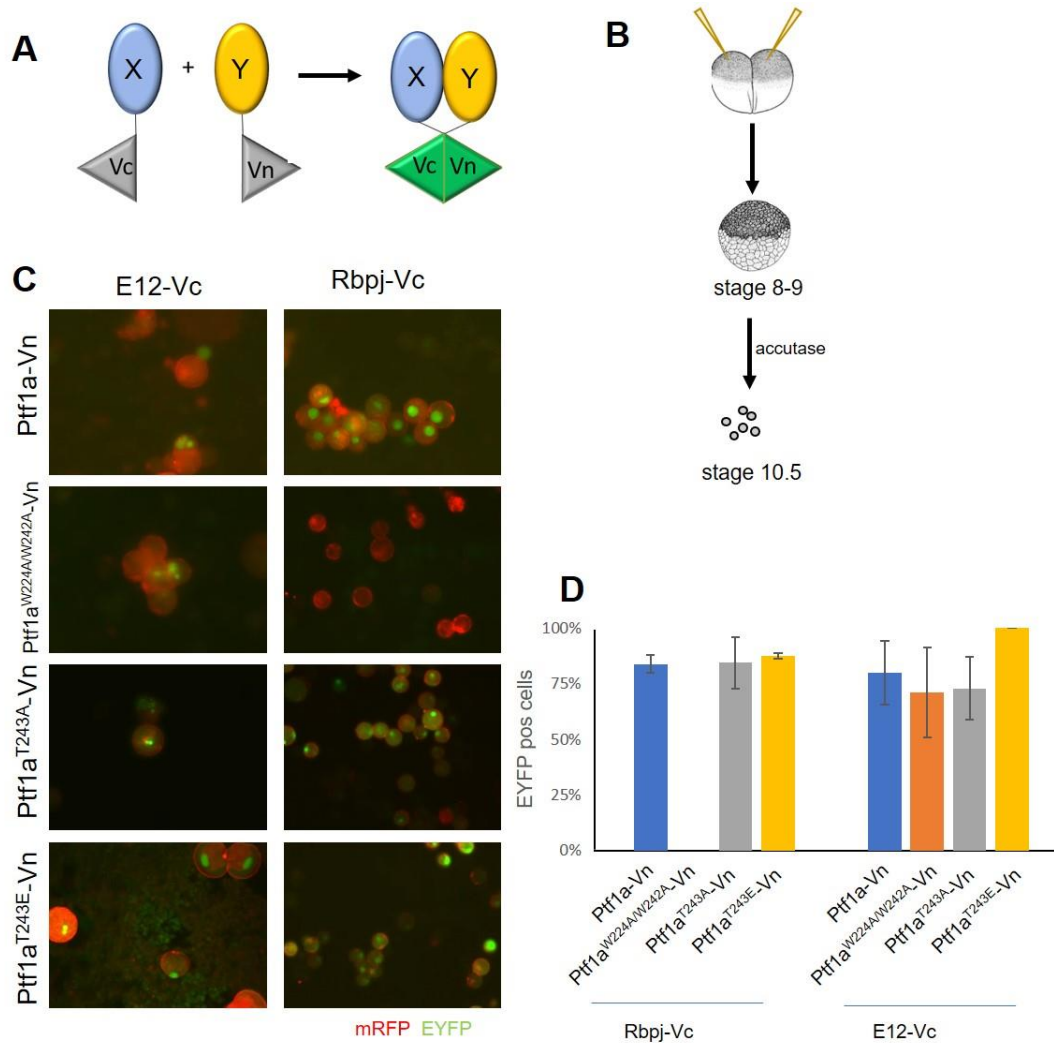 A
X + Y X Y
Vc Vn Vc Vn
B
stage 8-9
accutase
stage 10.5
C
E12-Vc Rbpj-Vc
Ptf1a-Vn
Ptf1aW224A/W242A-Vn
Ptf1aT243A-Vn
Ptf1aT243E-Vn
mRFP EYFP
D
100%
75%
50%
25%
0%
EYFP pos cells
Ptf1a-Vn
Ptf1aW224A/W242A-Vn
Ptf1aT243A-Vn
Ptf1aT243E-Vn
Ptf1a-Vn
Ptf1aW224A/W242A-Vn
Ptf1aT243A-Vn
Ptf1aT243E-Vn
Rbpj-Vc E12-Vc